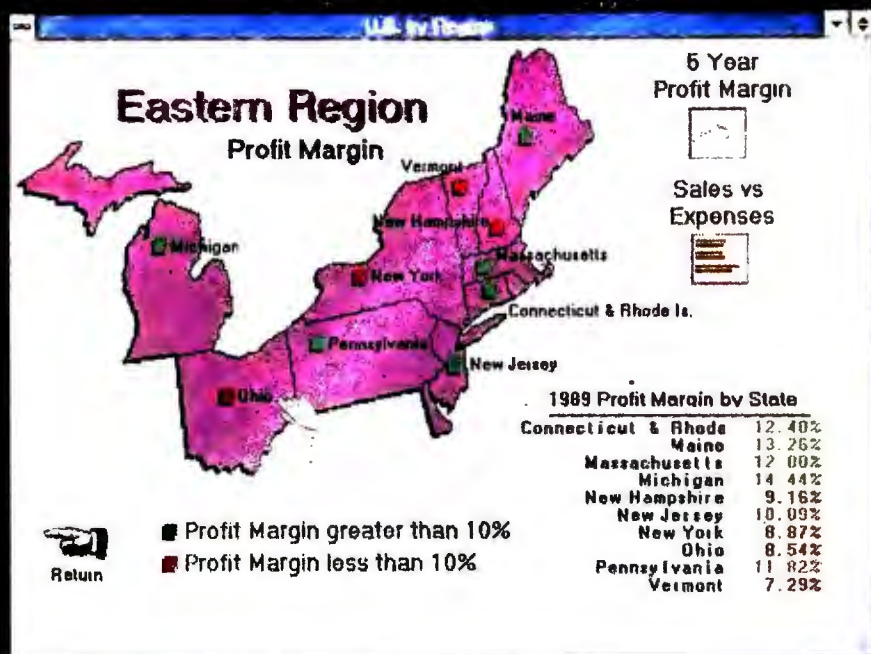 U.S. by Region
Eastern Region
Profit Margin
5 Year
Profit Margin
Sales vs
Expenses
Maine
Vermont
New Hampshire
Massachusetts
Michigan
New York
Connecticut & Rhode Is.
Pennsylvania
New Jersey
Ohio
1989 Profit Margin by State
Connecticut & Rhode 12.40%
Maine 13.26%
Massachusetts 12.00%
Michigan 14.44%
New Hampshire 9.16%
New Jersey 10.09%
New York 8.87%
Ohio 8.54%
Pennsylvania 11.82%
Vermont 7.29%
Profit Margin greater than 10%
Profit Margin less than 10%
Return